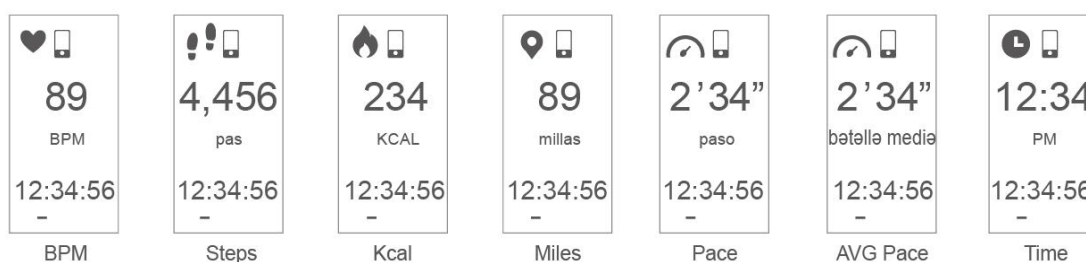 89
BPM
12:34:56
BPM
4,456
pas
12:34:56
Steps
234
KCAL
12:34:56
Kcal
89
millas
12:34:56
Miles
2’34”
paso
12:34:56
Pace
2’34”
bətəllə mediə
12:34:56
AVG Pace
12:34
PM
12:34:56
Time